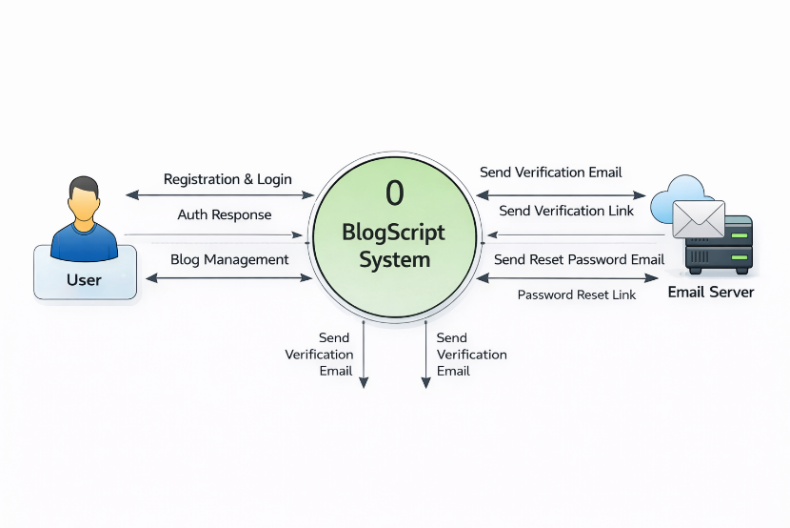 Registration & Login
Auth Response
Blog Management
User
0
BlogScript
System
Send Verification Email
Send Verification Link
Send Reset Password Email
Password Reset Link
Email Server
Send
Verification
Email
Send
Verification
Email